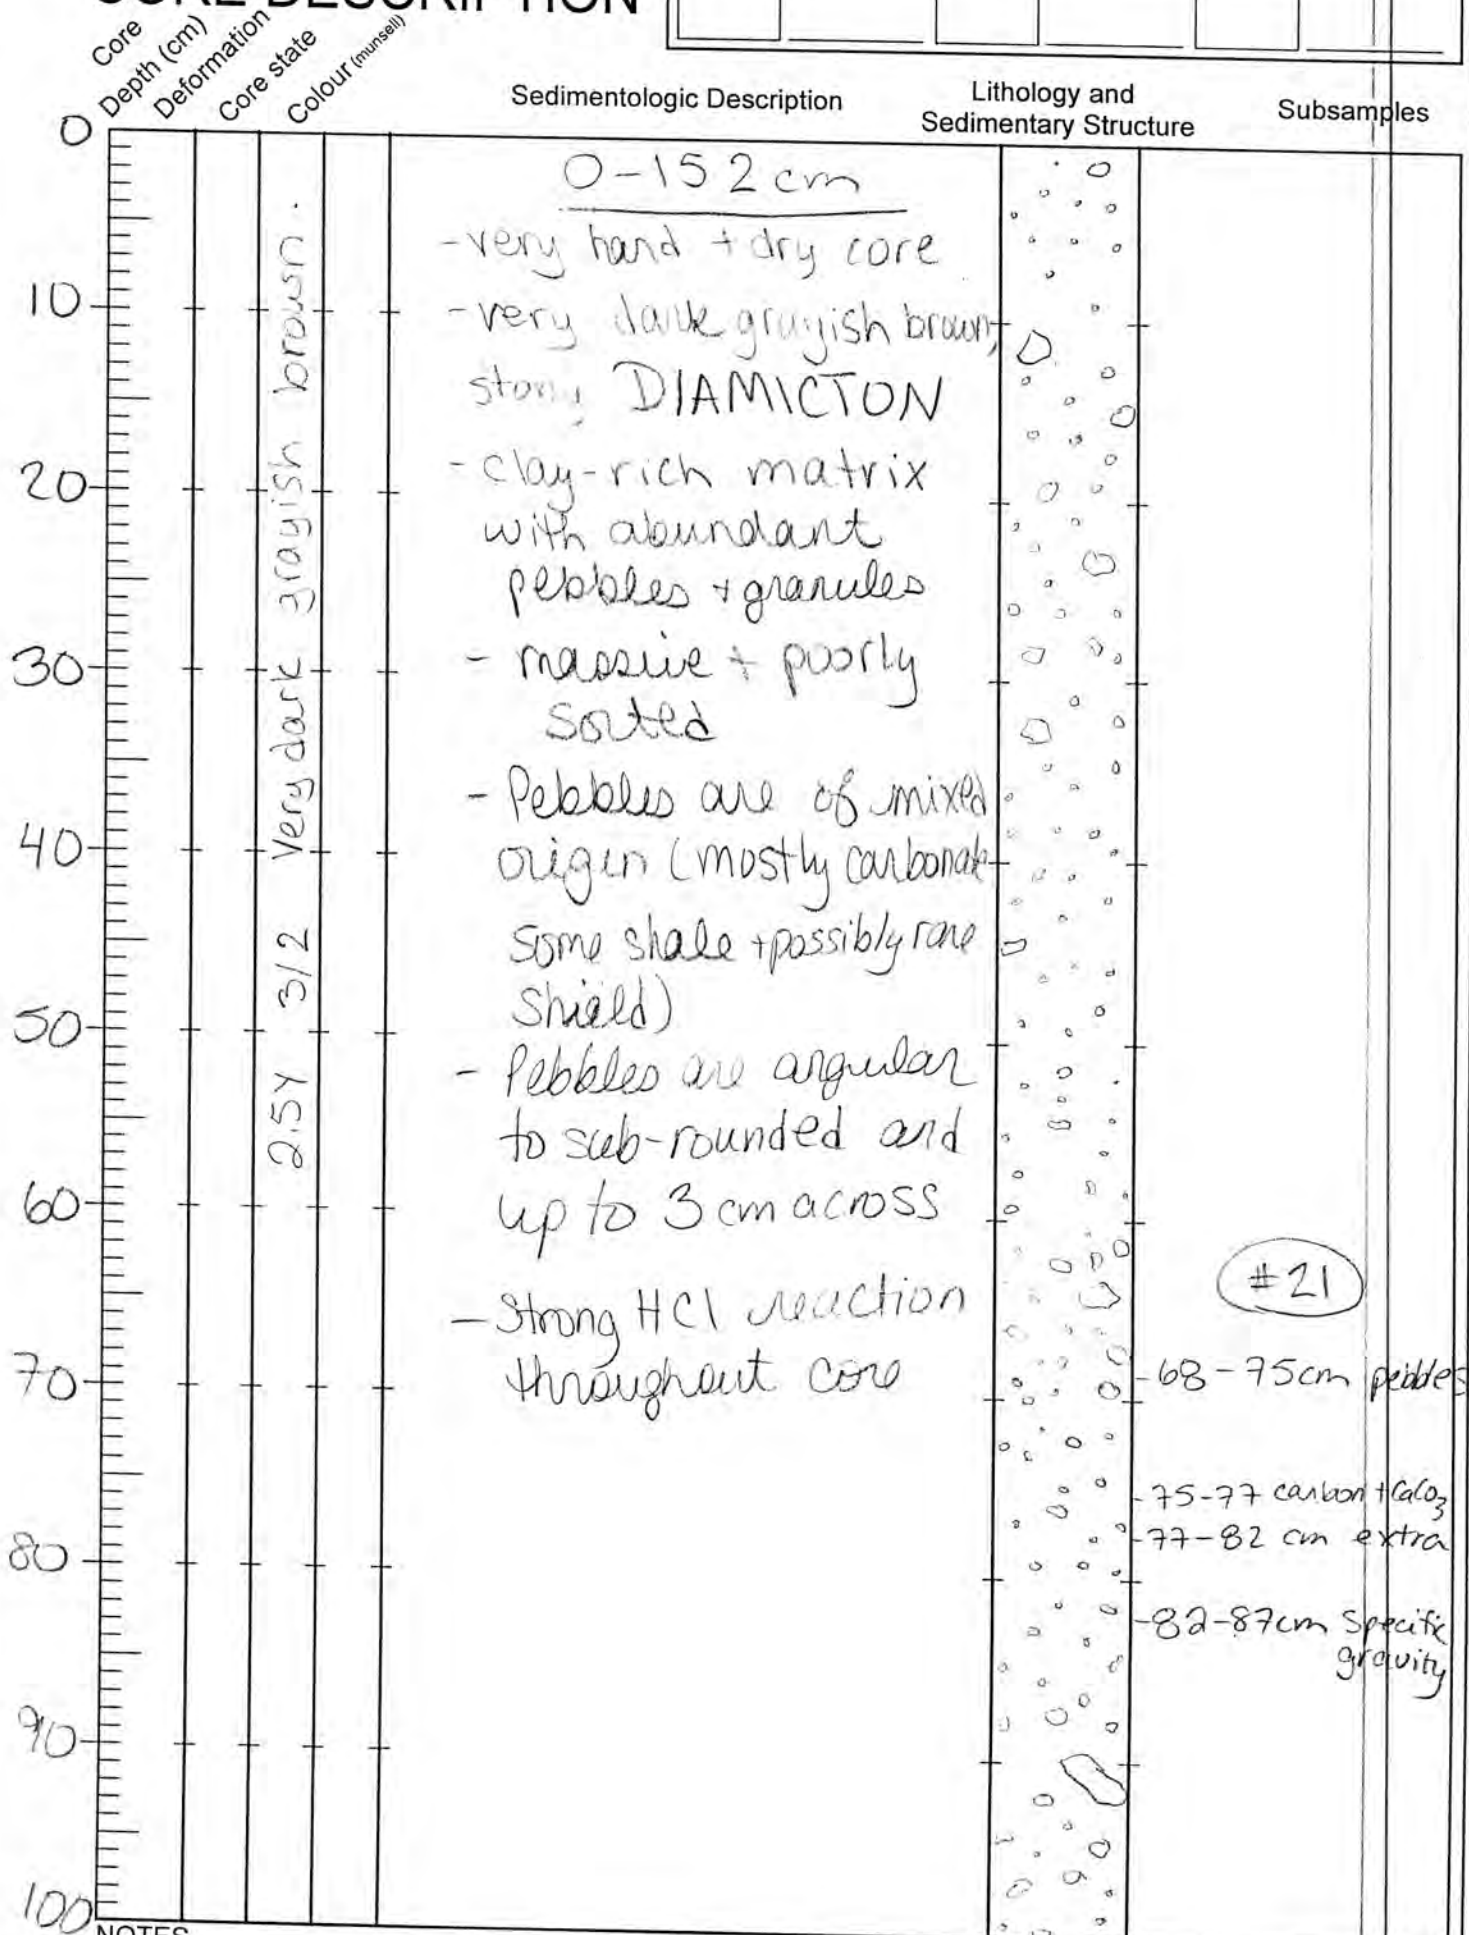 CORE DESCRIPTION
Core
Depth (cm)
Deformation
Core state
Colour (munsell)
Sedimentologic Description
Lithology and
Sedimentary Structure
Subsamples
0
10
20
30
40
50
60
70
80
90
100
2.5Y 3/2 Very dark grayish brown.
0-152 cm
- very hard + dry core
- very dark grayish brown,
stony DIAMICTON
- clay-rich matrix
with abundant
pebbles + granules
- massive + poorly
sorted
- Pebbles are of mixed
origin (mostly carbonate
some shale + possibly rare
Shield)
- Pebbles are angular
to sub-rounded and
up to 3 cm across
- Strong HCl reaction
throughout core
#21
- 68-75cm pebbles
- 75-77 carbon + CaCO3
- 77-82 cm extra
- 82-87cm Specific
gravity
NOTES